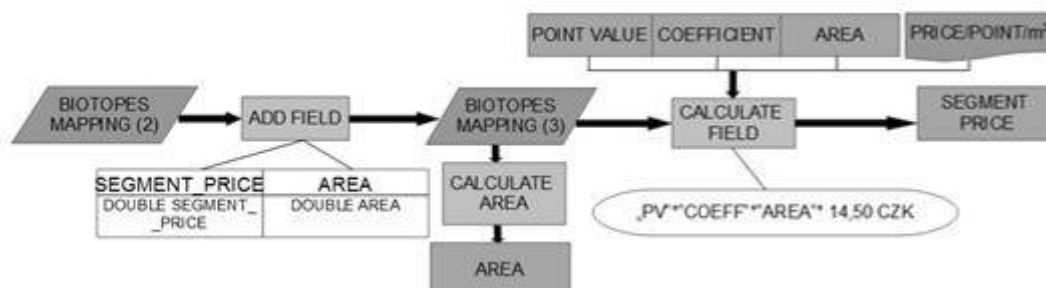 POINT VALUE COEFFICIENT AREA PRICE/POINT/m²
BIOTOPES
MAPPING (2)
ADD FIELD
BIOTOPES
MAPPING (3)
CALCULATE
FIELD
SEGMENT
PRICE
SEGMENT_PRICE AREA
DOUBLE SEGMENT_
_PRICE
DOUBLE AREA
CALCULATE
AREA
„PV"*"COEFF"*"AREA"* 14,50 CZK
AREA